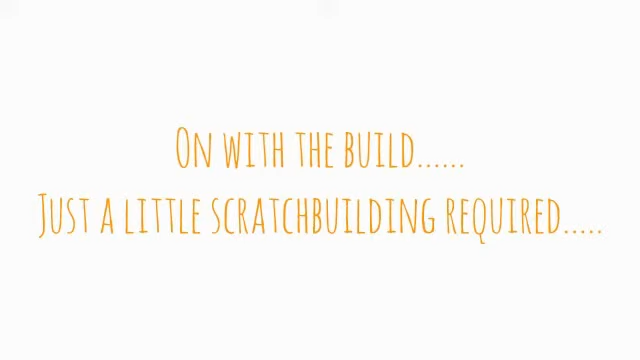 On with the build......
Just a little scratchbuilding required.....